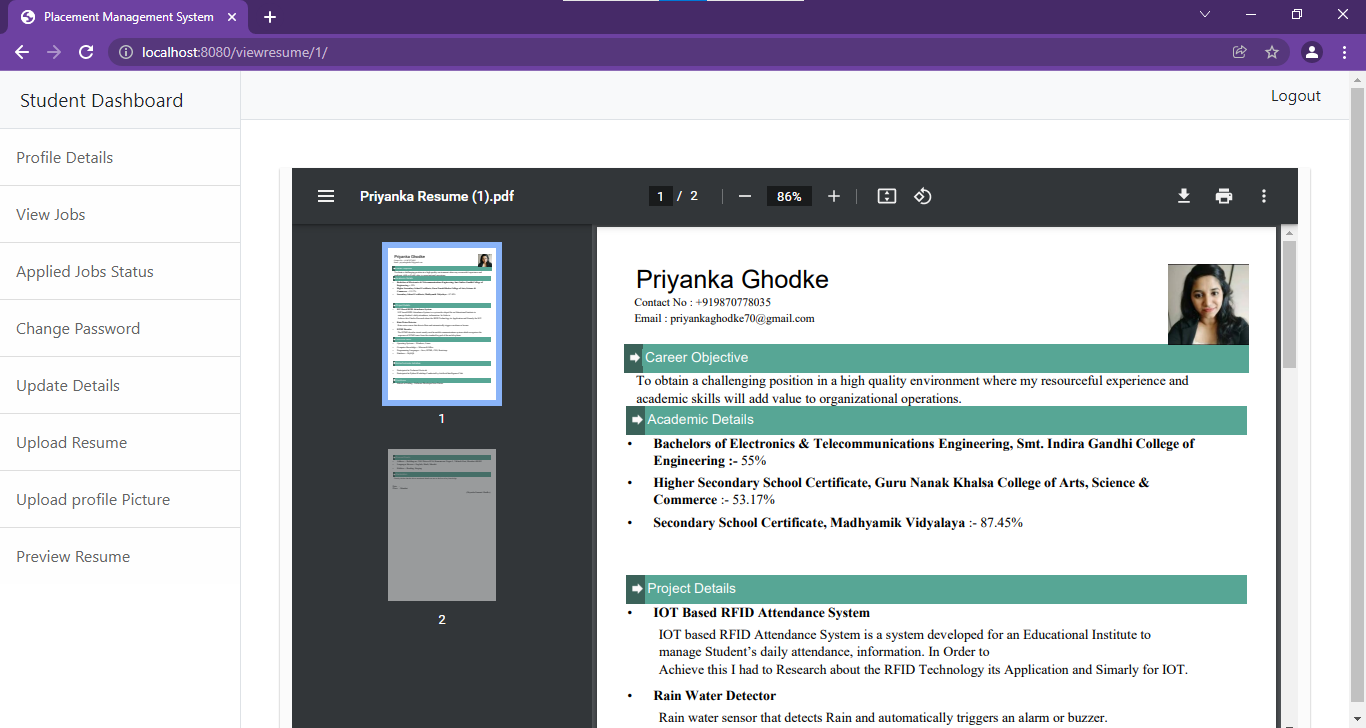 Placement Management System
localhost:8080/viewresume/1/
Student Dashboard
Logout
Profile Details
View Jobs
Applied Jobs Status
Change Password
Update Details
Upload Resume
Upload profile Picture
Preview Resume
Priyanka Resume (1).pdf
1 / 2
86%
1
2
Priyanka Ghodke
Contact No : +919870778035
Email : priyankaghodke70@gmail.com
Career Objective
To obtain a challenging position in a high quality environment where my resourceful experience and
academic skills will add value to organizational operations.
Academic Details
• Bachelors of Electronics & Telecommunications Engineering, Smt. Indira Gandhi College of
Engineering :- 55%
• Higher Secondary School Certificate, Guru Nanak Khalsa College of Arts, Science &
Commerce :- 53.17%
• Secondary School Certificate, Madhyamik Vidyalaya :- 87.45%
Project Details
• IOT Based RFID Attendance System
IOT based RFID Attendance System is a system developed for an Educational Institute to
manage Student’s daily attendance, information. In Order to
Achieve this I had to Research about the RFID Technology its Application and Simarly for IOT.
• Rain Water Detector
Rain water sensor that detects Rain and automatically triggers an alarm or buzzer.